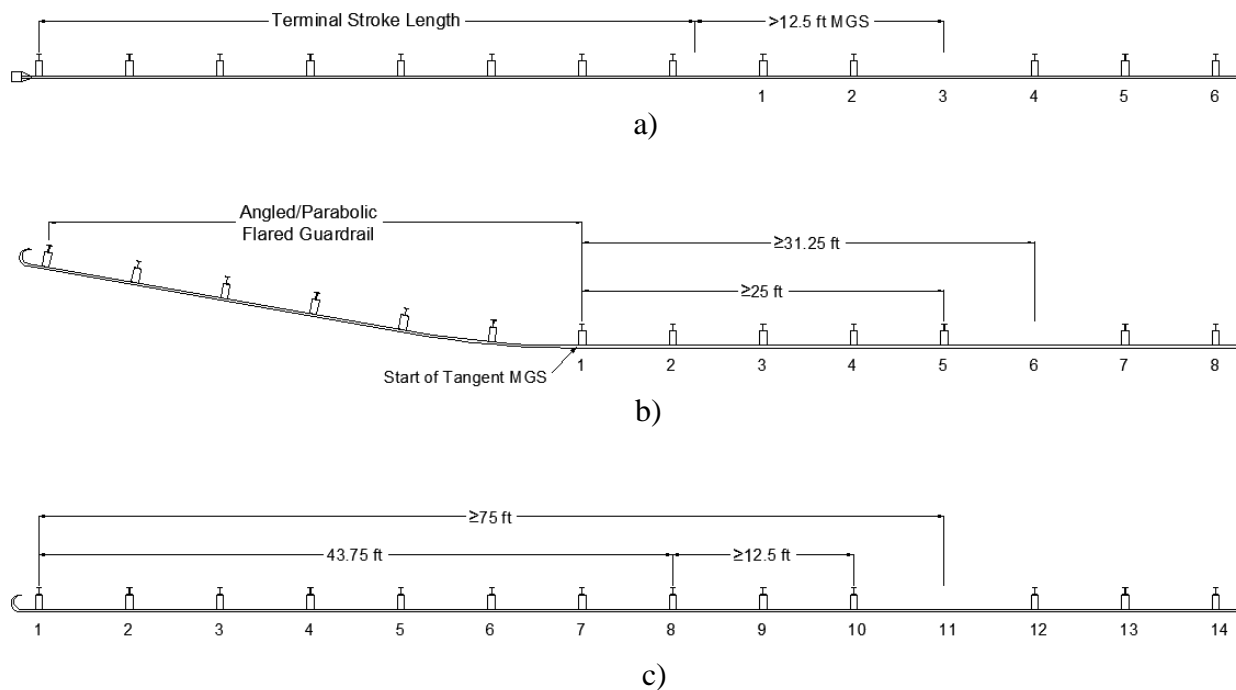 Terminal Stroke Length
>12.5 ft MGS
1 2 3 4 5 6
a)
Angled/Parabolic
Flared Guardrail
≥31.25 ft
≥25 ft
Start of Tangent MGS
1 2 3 4 5 6 7 8
b)
≥75 ft
43.75 ft
≥12.5 ft
1 2 3 4 5 6 7 8 9 10 11 12 13 14
c)